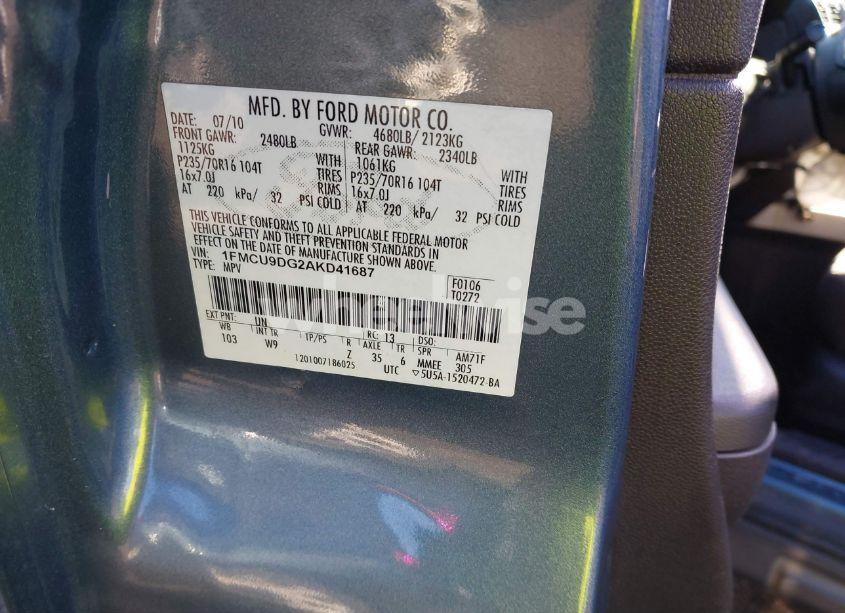 MFD. BY FORD MOTOR CO.
DATE: 07/10 GVWR: 4680LB/ 2123KG
FRONT GAWR: 2480LB REAR GAWR: 2340LB
1125KG WITH 1061KG WITH
P235/70R16 104T TIRES P235/70R16 104T TIRES
16x7.0J RIMS 16x7.0J RIMS
AT 220 kPa/ 32 PSI COLD AT 220 kPa/ 32 PSI COLD
THIS VEHICLE CONFORMS TO ALL APPLICABLE FEDERAL MOTOR
VEHICLE SAFETY AND THEFT PREVENTION STANDARDS IN
EFFECT ON THE DATE OF MANUFACTURE SHOWN ABOVE.
VIN: 1FMCU9DG2AKD41687
TYPE: MPV
F0106
T0272
wheelwise
EXT PNT: UN RC: 13 DSO:
WB INT TR TP/PS R AXLE TR SPR AM71F
103 W9 Z 35 6 MMEE 305
1201007186025 UTC ▽5U5A-1520472-BA